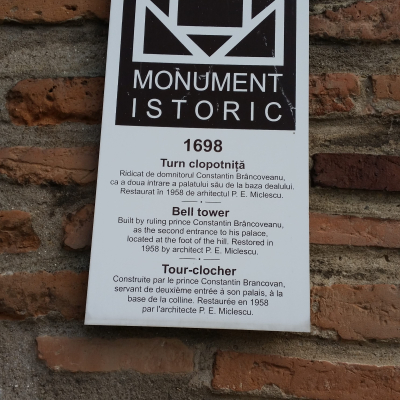 MONUMENT
ISTORIC
1698
Turn clopotniță
Ridicat de domnitorul Constantin Brâncoveanu,
ca a doua intrare a palatului său de la baza dealului.
Restaurat în 1958 de arhitectul P. E. Miclescu.
Bell tower
Built by ruling prince Constantin Brâncoveanu,
as the second entrance to his palace,
located at the foot of the hill. Restored in
1958 by architect P. E. Miclescu.
Tour-clocher
Construite par le prince Constantin Brancovan,
servant de deuxième entrée à son palais, à la
base de la colline. Restaurée en 1958
par l'architecte P. E. Miclescu.